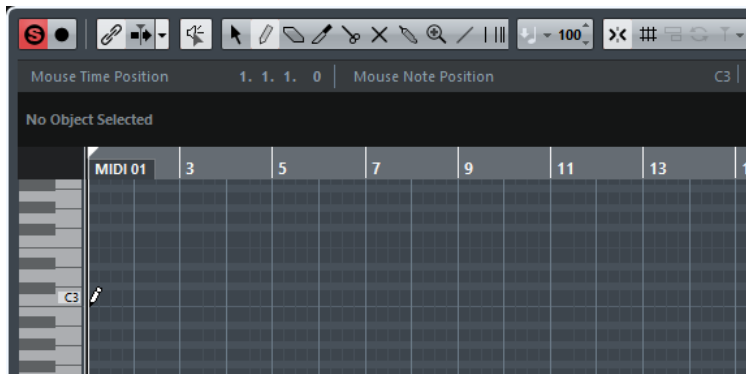 S
100
Mouse Time Position 1. 1. 1. 0 Mouse Note Position C3
No Object Selected
MIDI 01 3 5 7 9 11 13 1
C3